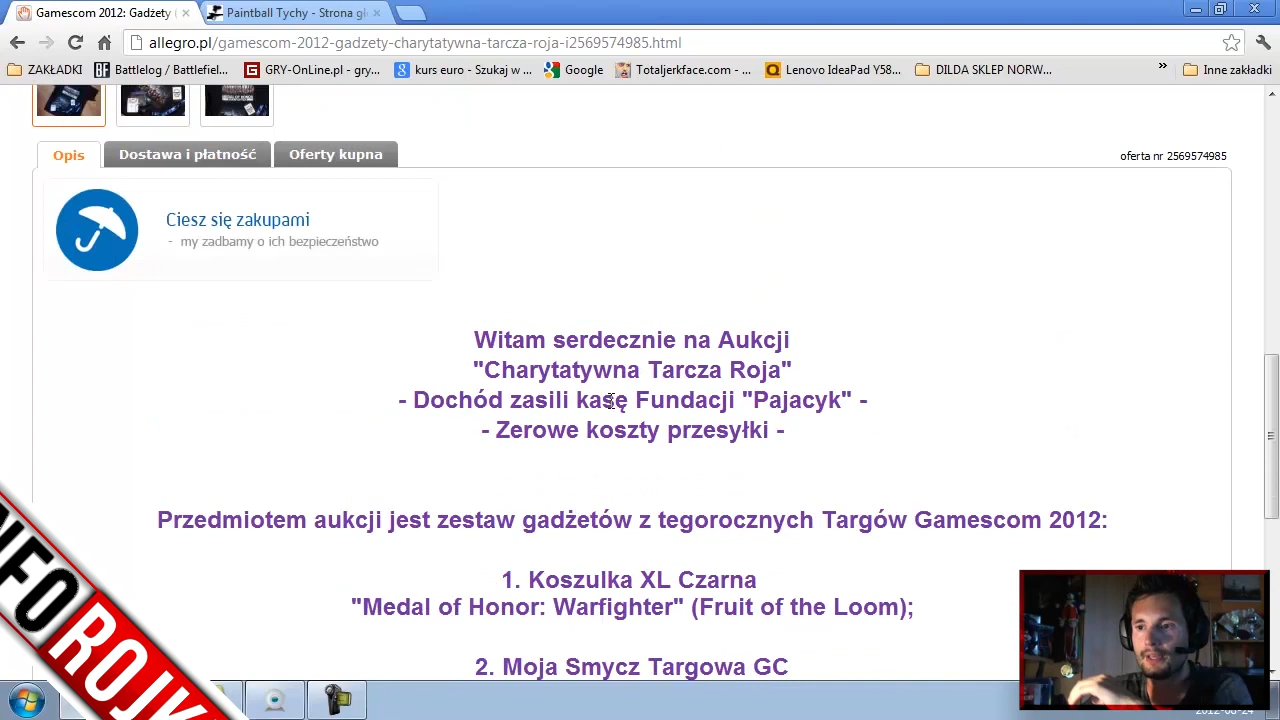 Gamescom 2012: Gadżety (
Paintball Tychy - Strona gł
allegro.pl/gamescom-2012-gadzety-charytatywna-tarcza-roja-i2569574985.html
ZAKŁADKI
Battlelog / Battlefiel...
GRY-OnLine.pl - gry,...
kurs euro - Szukaj w ...
Google
Totaljerkface.com - ...
Lenovo IdeaPad Y58...
DILDA SKLEP NORW...
Inne zakładki
Opis
Dostawa i płatność
Oferty kupna
oferta nr 2569574985
Ciesz się zakupami
- my zadbamy o ich bezpieczeństwo
Witam serdecznie na Aukcji
"Charytatywna Tarcza Roja"
- Dochód zasili kasę Fundacji "Pajacyk" -
- Zerowe koszty przesyłki -
Przedmiotem aukcji jest zestaw gadżetów z tegorocznych Targów Gamescom 2012:
1. Koszulka XL Czarna
"Medal of Honor: Warfighter" (Fruit of the Loom);
2. Moja Smycz Targowa GC